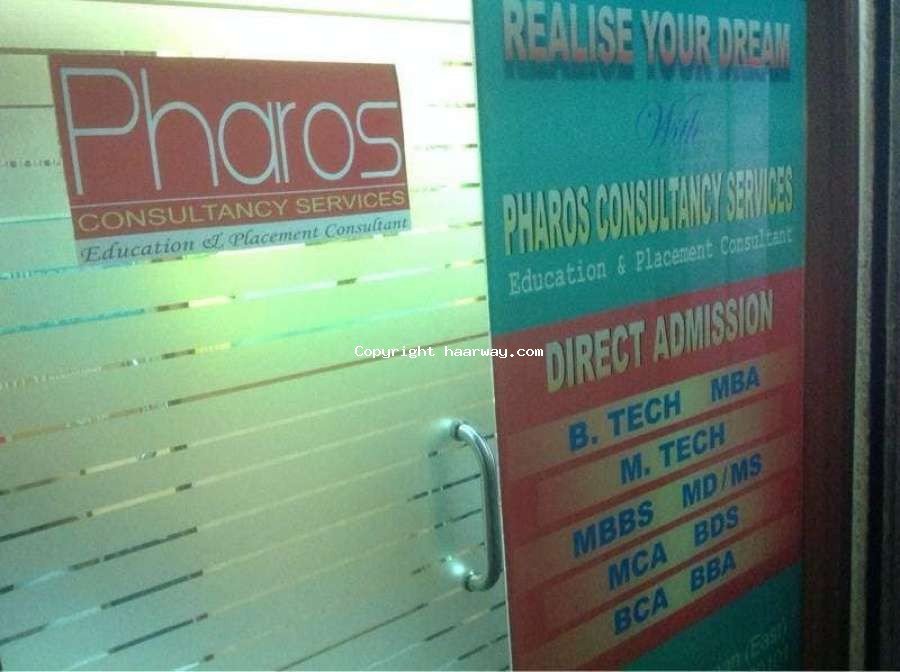 Pharos
CONSULTANCY SERVICES
Education & Placement Consultant
REALISE YOUR DREAM
With
PHAROS CONSULTANCY SERVICES
Education & Placement Consultant
DIRECT ADMISSION
B. TECH MBA
M. TECH
MBBS MD/MS
MCA BDS
BCA BBA
(East)
Copyright haarway.com